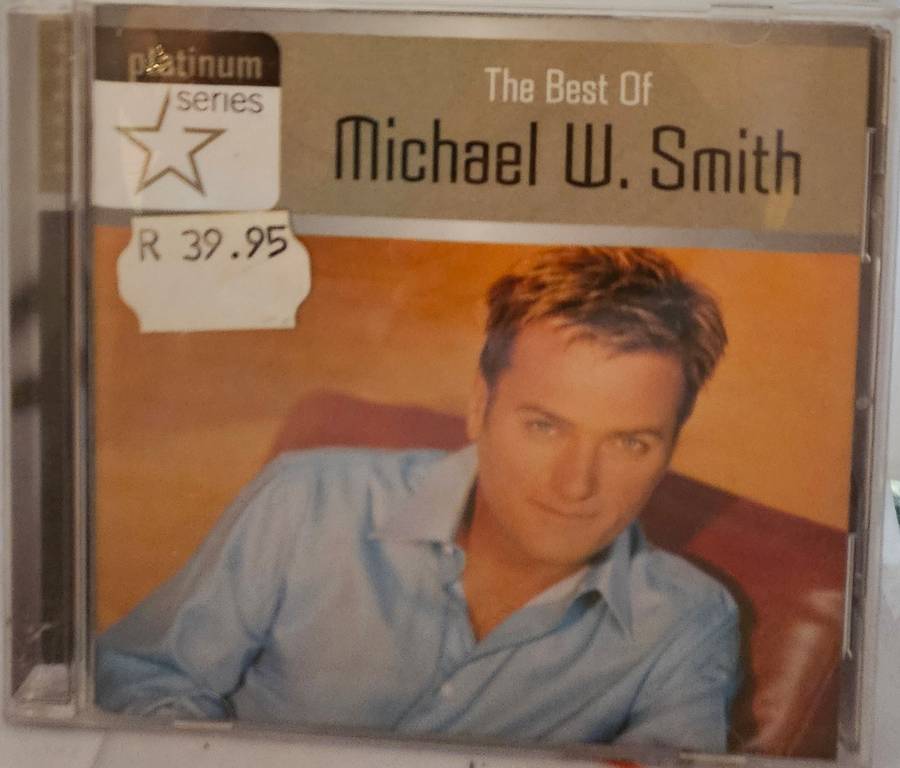 platinum
series
The Best Of
Michael W. Smith
R 39.95